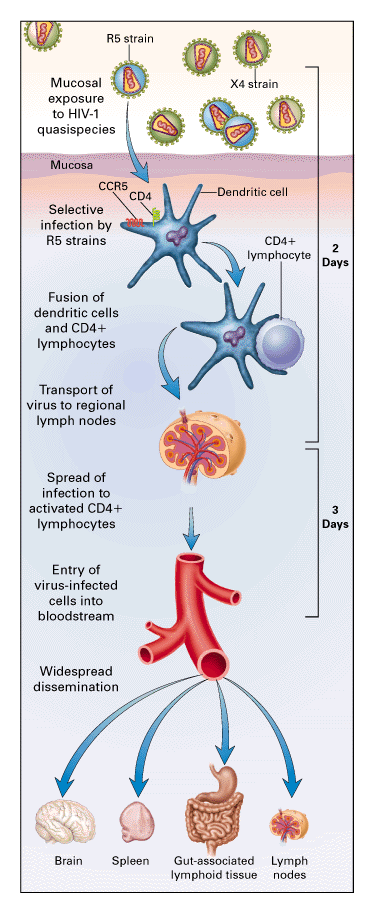 R5 strain
X4 strain
Mucosal
exposure
to HIV-1
quasispecies
Mucosa
CCR5
CD4
Dendritic cell
Selective
infection by
R5 strains
CD4+
lymphocyte
2
Days
Fusion of
dendritic cells
and CD4+
lymphocytes
Transport of
virus to regional
lymph nodes
Spread of
infection to
activated CD4+
lymphocytes
3
Days
Entry of
virus-infected
cells into
bloodstream
Widespread
dissemination
Brain
Spleen
Gut-associated
lymphoid tissue
Lymph
nodes